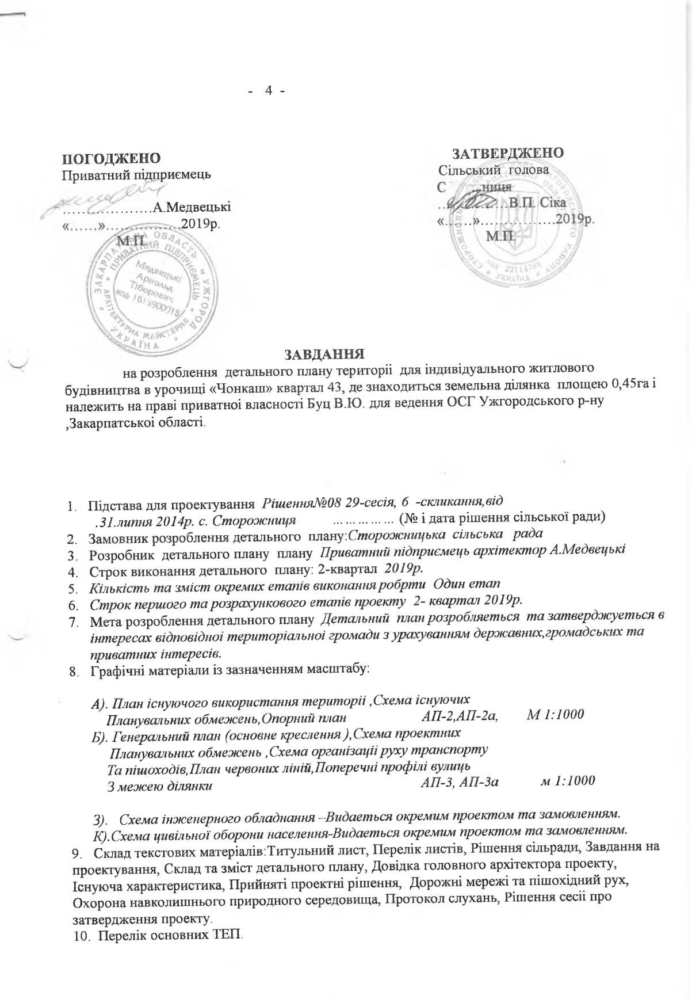 - 4 -
ПОГОДЖЕНО
Приватний підприємець
………………..А.Медвецькі
«……»…………….2019р.
М.П.
ЗАКАРПАТСЬКА ОБЛАСТЬ м УЖГОРОД
ПРИВАТНИЙ ПІДПРИЄМЕЦЬ
АРХІТЕКТУРНА МАЙСТЕРНЯ
УКРАЇНА
Медвецькі
Арнольд
Тіборович
код
ЗАТВЕРДЖЕНО
Сільський голова
В.П. Сіка
«……»…………….2019р.
М.П.
код 22114786
УКРАЇНА
ЗАВДАННЯ
на розроблення детального плану території для індивідуального житлового
будівництва в урочищі «Чонкаш» квартал 43, де знаходиться земельна ділянка площею 0,45га і
належить на праві приватної власності Буц В.Ю. для ведення ОСГ Ужгородського р-ну
,Закарпатської області.
1. Підстава для проектування Рішення№08 29-сесія, 6 -скликання,від
.31.липня 2014р. с. Сторожниця …………… (№ і дата рішення сільської ради)
2. Замовник розроблення детального плану:Сторожницька сільська рада
3. Розробник детального плану плану Приватний підприємець архітектор А.Медвецькі
4. Строк виконання детального плану: 2-квартал 2019р.
5. Кількість та зміст окремих етапів виконання робрти Один етап
6. Строк першого та розрахункового етапів проекту 2- квартал 2019р.
7. Мета розроблення детального плану Детальний план розробляеться та затверджуеться в
інтересах відповідної територіальної громади з урахуванням державних,громадських та
приватних інтересів.
8. Графічні матеріали із зазначенням масштабу:
А). План існуючого використання території ,Схема існуючих
Планувальних обмежень,Опорний план АП-2,АП-2а, М 1:1000
Б). Генеральний план (основне креслення ),Схема проектних
Планувальних обмежень ,Схема організації руху транспорту
Та пішоходів,План червоних ліній,Поперечні профілі вулиць
З межею ділянки АП-3, АП-3а м 1:1000
З). Схема інженерного обладнання –Видаеться окремим проектом та замовленням.
К).Схема цивільної оборони населення-Видаеться окремим проектом та замовленням.
9. Склад текстових матеріалів:Титульний лист, Перелік листів, Рішення сільради, Завдання на
проектування, Склад та зміст детального плану, Довідка головного архітектора проекту,
Існуюча характеристика, Прийняті проектні рішення, Дорожні мережі та пішохідний рух,
Охорона навколишнього природного середовища, Протокол слухань, Рішення сесії про
затвердження проекту.
10. Перелік основних ТЕП.